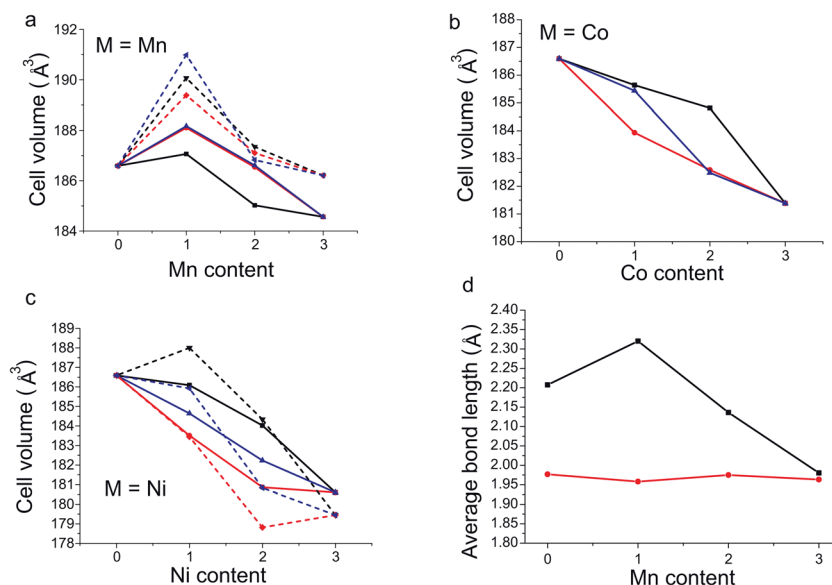 a
M = Mn
Cell volume ( Å³)
192
190
188
186
184
0 1 2 3
Mn content
b
M = Co
Cell volume ( Å³)
188
187
186
185
184
183
182
181
180
0 1 2 3
Co content
c
M = Ni
Cell volume ( Å³)
189
188
187
186
185
184
183
182
181
180
179
178
0 1 2 3
Ni content
d
Average bond length (Å)
2.40
2.35
2.30
2.25
2.20
2.15
2.10
2.05
2.00
1.95
1.90
1.85
1.80
0 1 2 3
Mn content